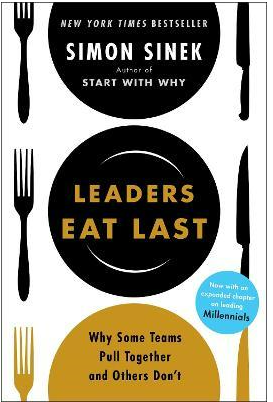 NEW YORK TIMES BESTSELLER
SIMON SINEK
Author of
START WITH WHY
LEADERS
EAT LAST
Now with an
expanded chapter
on leading
Millennials
Why Some Teams
Pull Together
and Others Don't